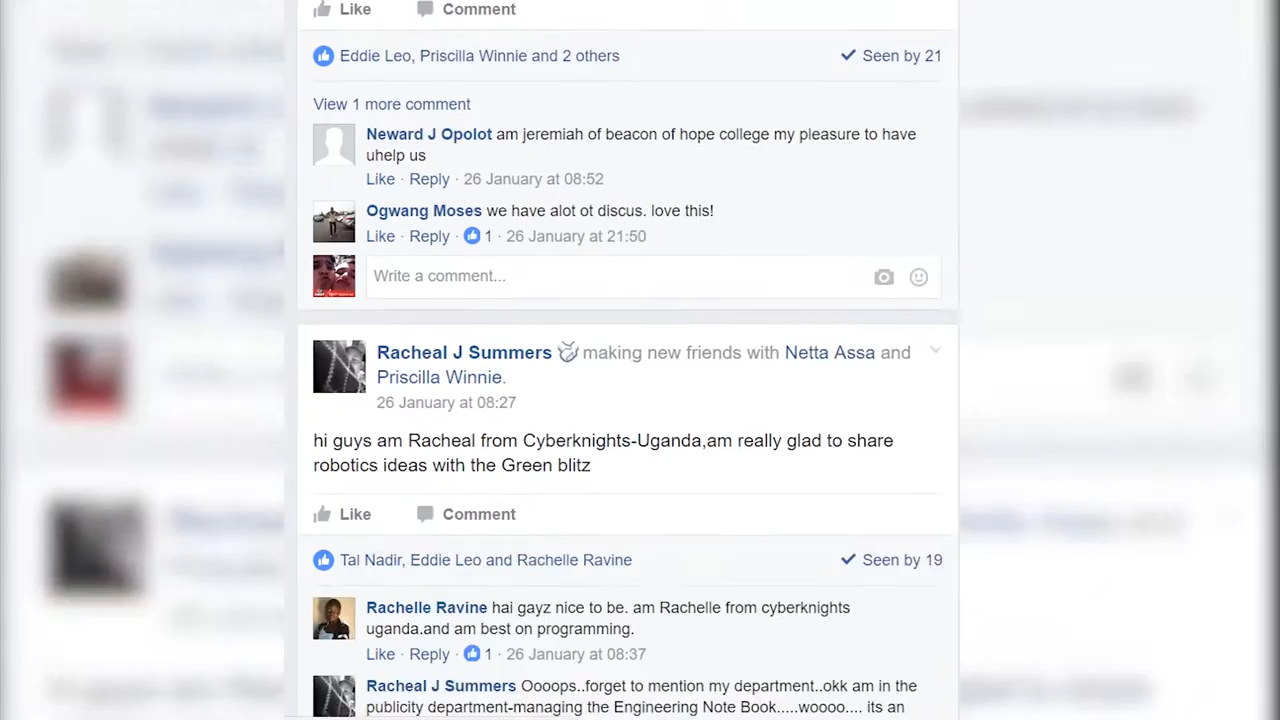 Like Comment
Eddie Leo, Priscilla Winnie and 2 others Seen by 21
View 1 more comment
Neward J Opolot am jeremiah of beacon of hope college my pleasure to have
uhelp us
Like · Reply · 26 January at 08:52
Ogwang Moses we have alot ot discus. love this!
Like · Reply · 1 · 26 January at 21:50
Write a comment...
Racheal J Summers making new friends with Netta Assa and
Priscilla Winnie.
26 January at 08:27
hi guys am Racheal from Cyberknights-Uganda,am really glad to share
robotics ideas with the Green blitz
Like Comment
Tal Nadir, Eddie Leo and Rachelle Ravine Seen by 19
Rachelle Ravine hai gayz nice to be. am Rachelle from cyberknights
uganda.and am best on programming.
Like · Reply · 1 · 26 January at 08:37
Racheal J Summers Oooops..forget to mention my department..okk am in the
publicity department-managing the Engineering Note Book.....woooo.... its an